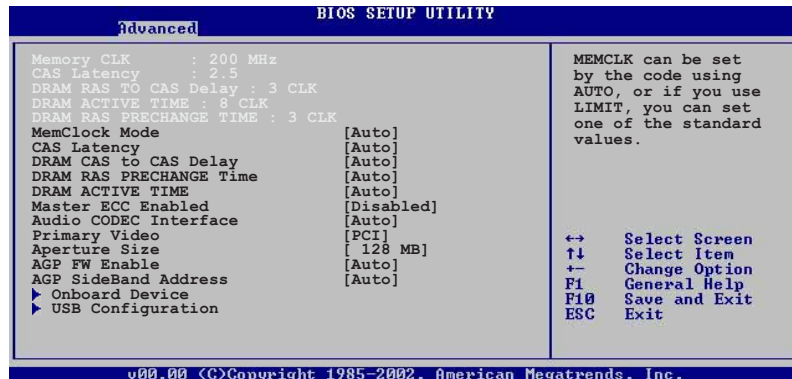 BIOS SETUP UTILITY
Advanced
Memory CLK : 200 MHz
CAS Latency : 2.5
DRAM RAS TO CAS Delay : 3 CLK
DRAM ACTIVE TIME : 8 CLK
DRAM RAS PRECHANGE TIME : 3 CLK
MemClock Mode [Auto]
CAS Latency [Auto]
DRAM CAS to CAS Delay [Auto]
DRAM RAS PRECHANGE Time [Auto]
DRAM ACTIVE TIME [Auto]
Master ECC Enabled [Disabled]
Audio CODEC Interface [Auto]
Primary Video [PCI]
Aperture Size [ 128 MB]
AGP FW Enable [Auto]
AGP SideBand Address [Auto]
Onboard Device
USB Configuration
MEMCLK can be set
by the code using
AUTO, or if you use
LIMIT, you can set
one of the standard
values.
↔ Select Screen
↑↓ Select Item
+- Change Option
F1 General Help
F10 Save and Exit
ESC Exit
v00.00 (C)Copyright 1985-2002, American Megatrends, Inc.